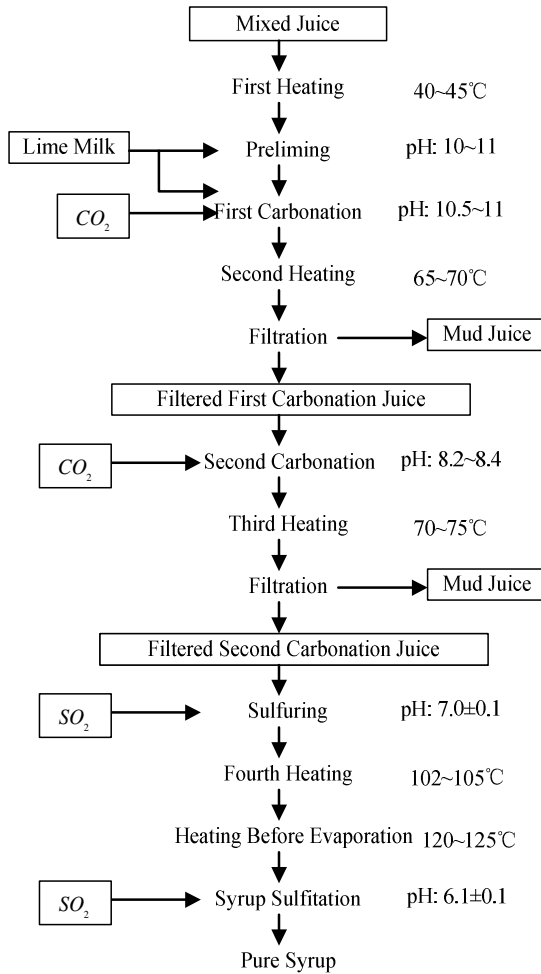 Mixed Juice
First Heating 40~45℃
Lime Milk Preliming pH: 10~11
CO₂ First Carbonation pH: 10.5~11
Second Heating 65~70℃
Filtration Mud Juice
Filtered First Carbonation Juice
CO₂ Second Carbonation pH: 8.2~8.4
Third Heating 70~75℃
Filtration Mud Juice
Filtered Second Carbonation Juice
SO₂ Sulfuring pH: 7.0±0.1
Fourth Heating 102~105℃
Heating Before Evaporation 120~125℃
SO₂ Syrup Sulfitation pH: 6.1±0.1
Pure Syrup